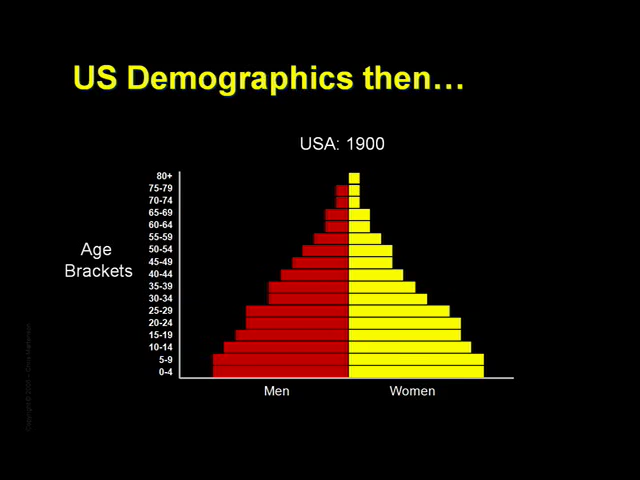 US Demographics then…
USA: 1900
80+
75-79
70-74
65-69
60-64
55-59
50-54
45-49
40-44
35-39
30-34
25-29
20-24
15-19
10-14
5-9
0-4
Age
Brackets
Men
Women